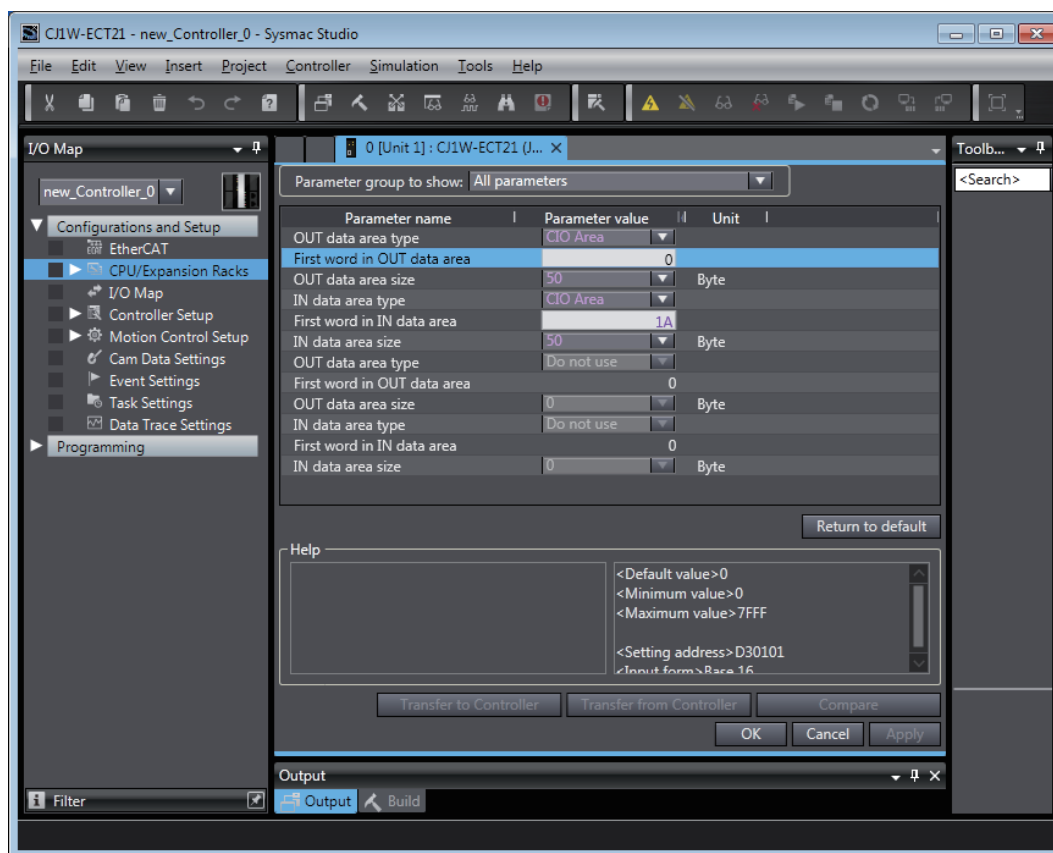 CJ1W-ECT21 - new_Controller_0 - Sysmac Studio
File Edit View Insert Project Controller Simulation Tools Help
I/O Map
new_Controller_0
Configurations and Setup
EtherCAT
CPU/Expansion Racks
I/O Map
Controller Setup
Motion Control Setup
Cam Data Settings
Event Settings
Task Settings
Data Trace Settings
Programming
Filter
0 [Unit 1] : CJ1W-ECT21 (J...
Parameter group to show: All parameters
Parameter name Parameter value Unit
OUT data area type CIO Area
First word in OUT data area 0
OUT data area size 50 Byte
IN data area type CIO Area
First word in IN data area 1A
IN data area size 50 Byte
OUT data area type Do not use
First word in OUT data area 0
OUT data area size 0 Byte
IN data area type Do not use
First word in IN data area 0
IN data area size 0 Byte
Return to default
Help
<Default value>0
<Minimum value>0
<Maximum value>7FFF
<Setting address>D30101
<Input form>Base 16
Transfer to Controller Transfer from Controller Compare
OK Cancel Apply
Output
Output Build
Toolb...
<Search>